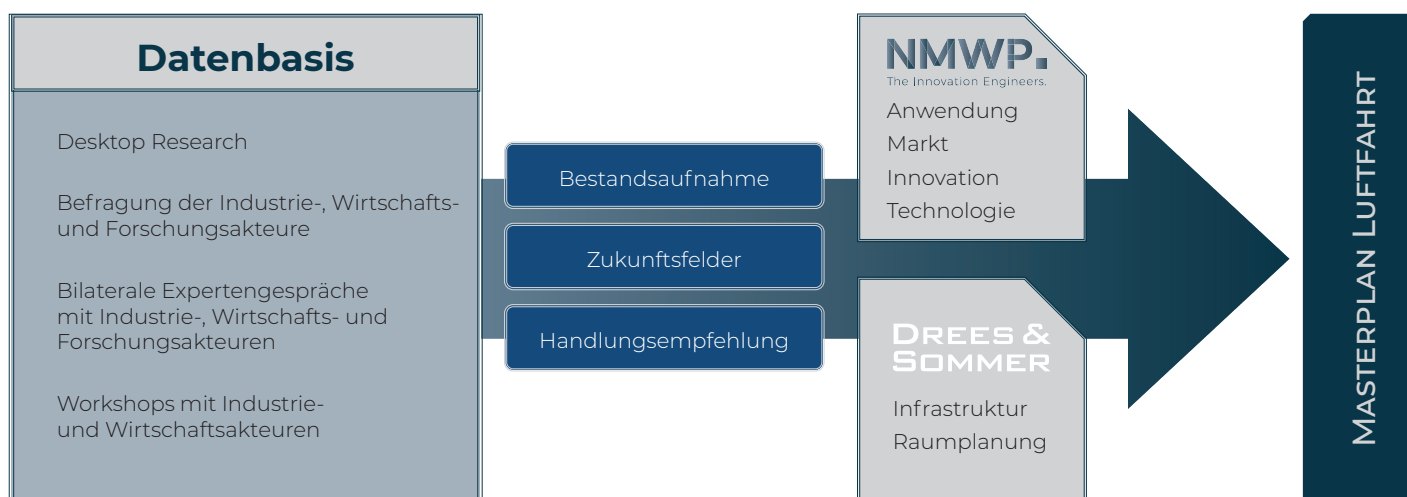 Datenbasis
Desktop Research
Befragung der Industrie-, Wirtschafts-
und Forschungsakteure
Bilaterale Expertengespräche
mit Industrie-, Wirtschafts- und
Forschungsakteuren
Workshops mit Industrie-
und Wirtschaftsakteuren
Bestandsaufnahme
Zukunftsfelder
Handlungsempfehlung
NMWP.
The Innovation Engineers.
Anwendung
Markt
Innovation
Technologie
DREES &
SOMMER
Infrastruktur
Raumplanung
MASTERPLAN LUFTFAHRT